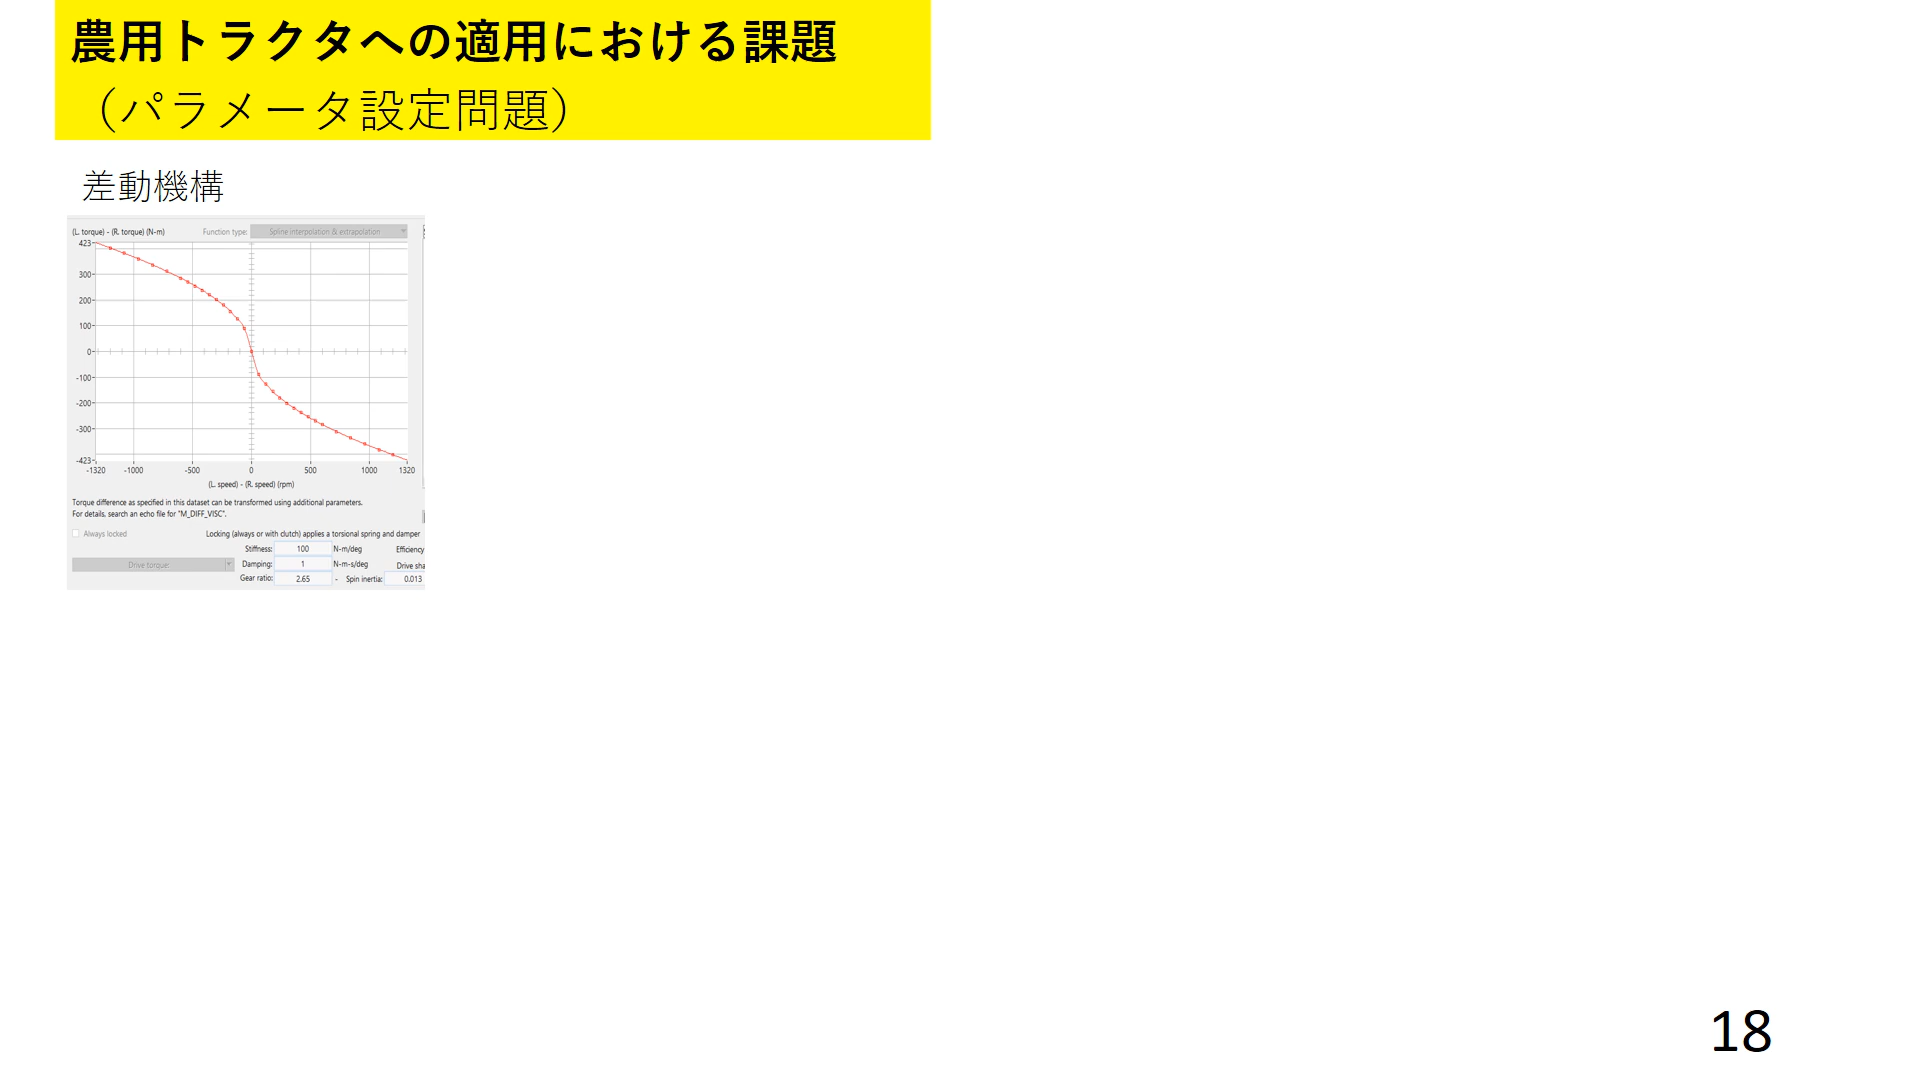 農用トラクタへの適用における課題
（パラメータ設定問題）
差動機構
(L. torque) - (R. torque) (N-m)
Function type:
Spline interpolation & extrapolation
423
300
200
100
0
-100
-200
-300
-423
-1320 -1000 -500 0 500 1000 1320
(L. speed) - (R. speed) (rpm)
Torque difference as specified in this dataset can be transformed using additional parameters.
For details, search an echo file for "M_DIFF_VISC".
Always locked
Locking (always or with clutch) applies a torsional spring and damper
Stiffness: 100 N-m/deg Efficiency
Drive torque: Damping: 1 N-m-s/deg Drive sha
Gear ratio: 2.65 - Spin inertia: 0.013
18